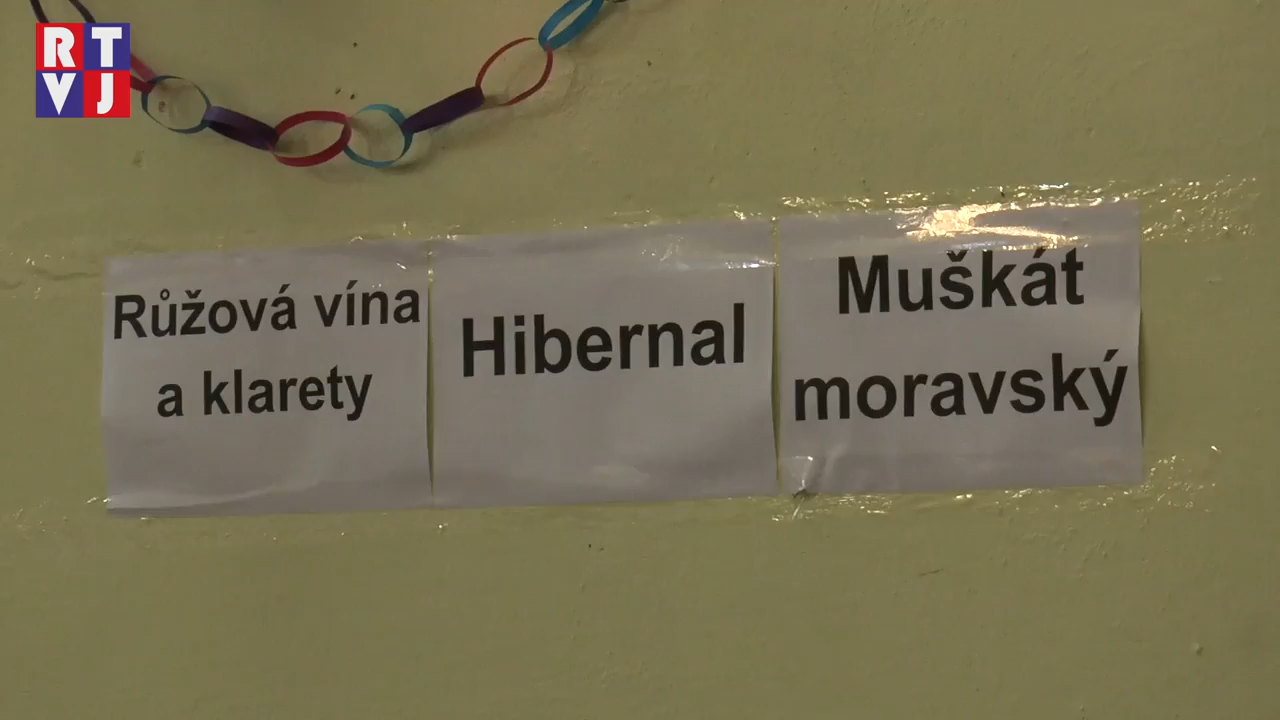 RT
VJ
Růžová vína
a klarety
Hibernal
Muškát
moravský